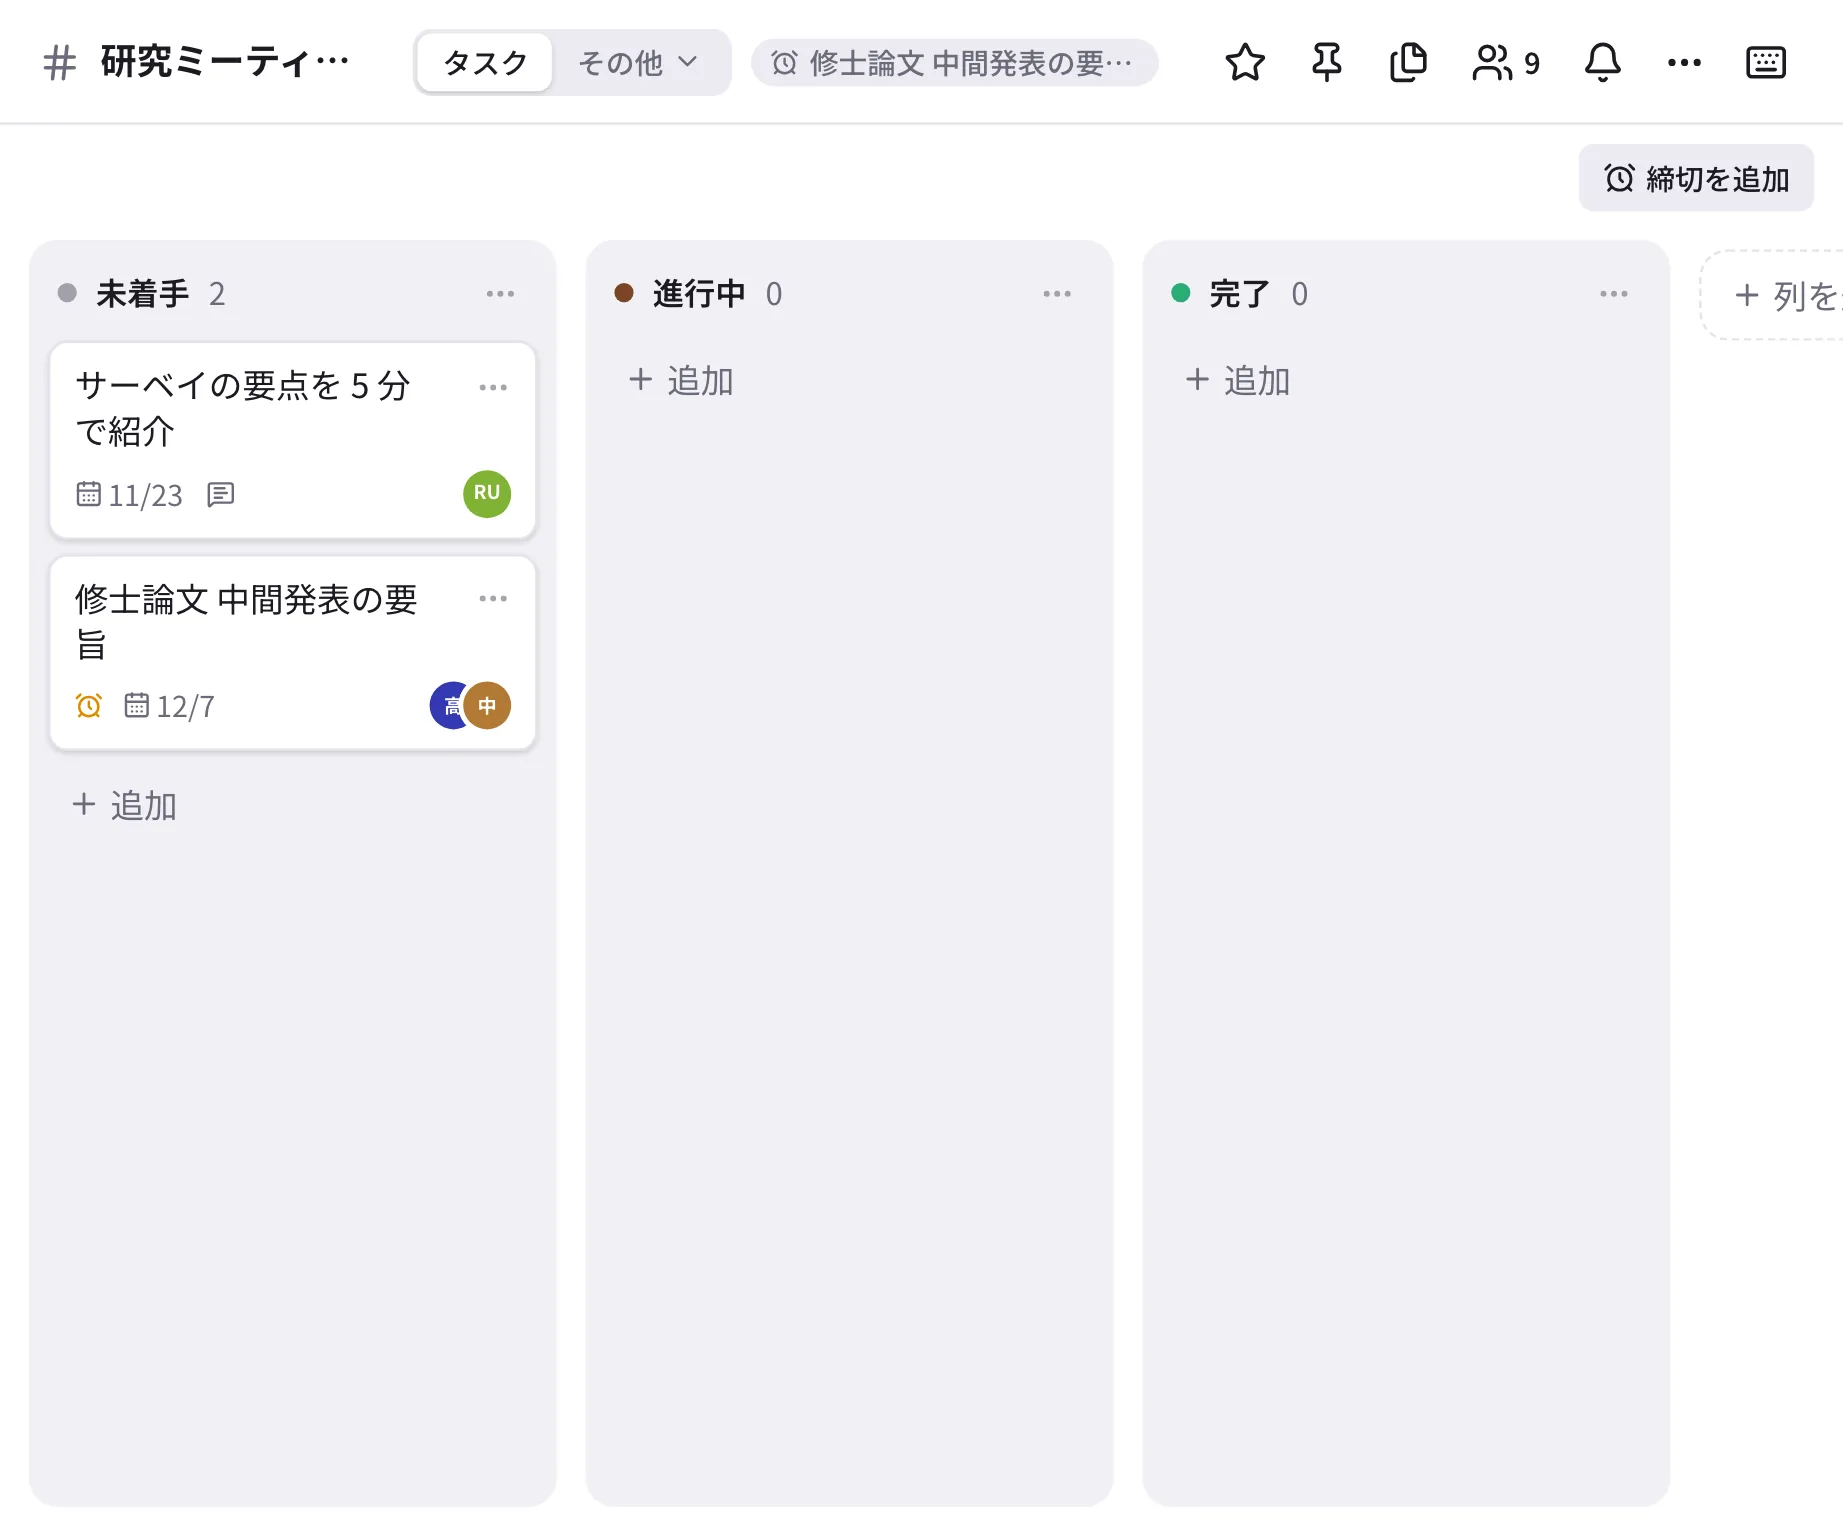 研究ミーティ…
タスク
その他
修士論文 中間発表の要…
9
締切を追加
未着手 2
サーベイの要点を 5 分
で紹介
11/23
RU
修士論文 中間発表の要
旨
12/7
高
中
+ 追加
進行中 0
+ 追加
完了 0
+ 追加
+ 列を